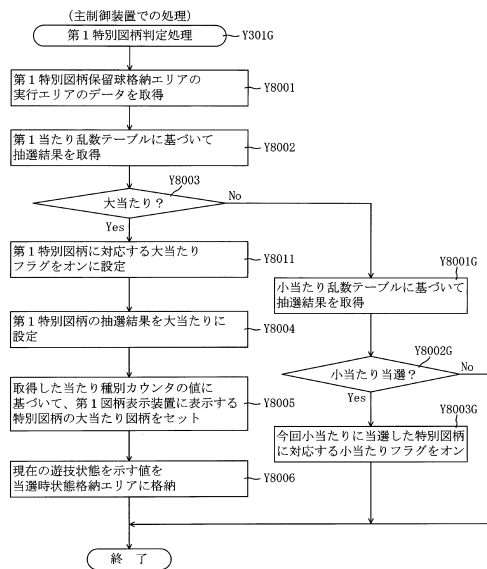 (主制御装置での処理)
第1特別図柄判定処理
Y301G
第1特別図柄保留球格納エリアの
実行エリアのデータを取得
Y8001
第1当たり乱数テーブルに基づいて
抽選結果を取得
Y8002
大当たり?
Y8003
No
Yes
第1特別図柄に対応する大当たり
フラグをオンに設定
Y8011
第1特別図柄の抽選結果を大当たりに
設定
Y8004
取得した当たり種別カウンタの値に
基づいて、第1図柄表示装置に表示する
特別図柄の大当たり図柄をセット
Y8005
現在の遊技状態を示す値を
当選時状態格納エリアに格納
Y8006
小当たり乱数テーブルに基づいて
抽選結果を取得
Y8001G
小当たり当選?
Y8002G
No
Yes
今回小当たりに当選した特別図柄
に対応する小当たりフラグをオン
Y8003G
終 了